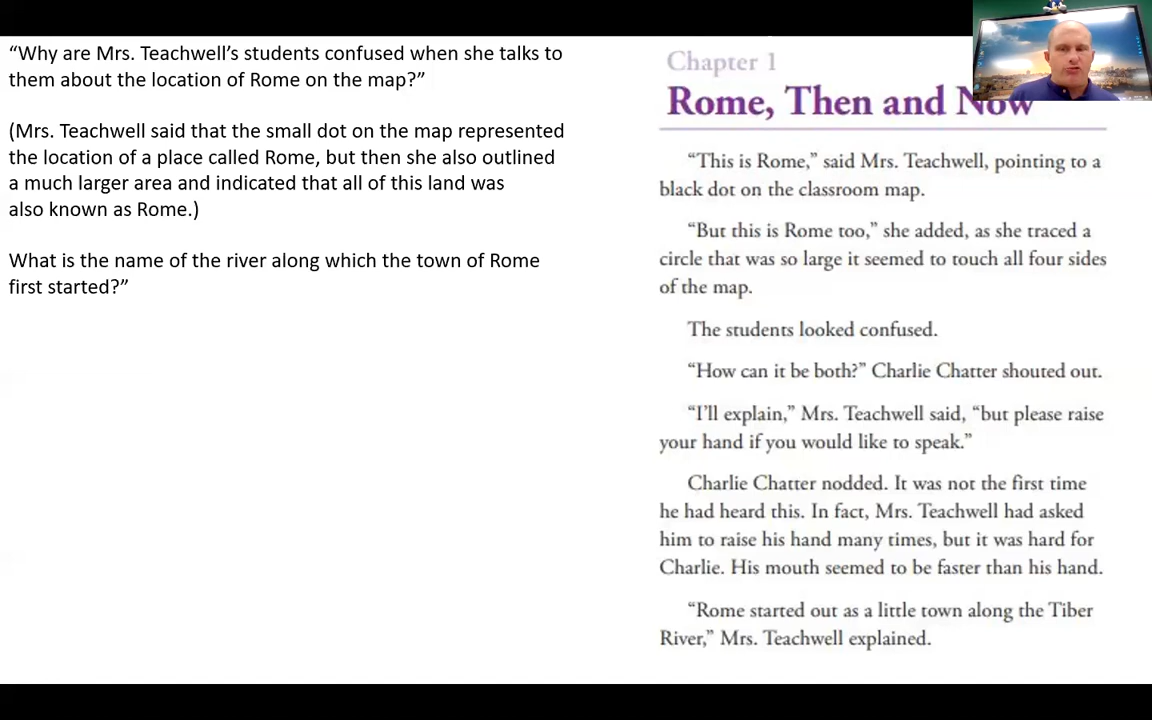 “Why are Mrs. Teachwell’s students confused when she talks to
them about the location of Rome on the map?”
(Mrs. Teachwell said that the small dot on the map represented
the location of a place called Rome, but then she also outlined
a much larger area and indicated that all of this land was
also known as Rome.)
What is the name of the river along which the town of Rome
first started?”
Chapter 1
Rome, Then and Now
“This is Rome,” said Mrs. Teachwell, pointing to a
black dot on the classroom map.
“But this is Rome too,” she added, as she traced a
circle that was so large it seemed to touch all four sides
of the map.
The students looked confused.
“How can it be both?” Charlie Chatter shouted out.
“I’ll explain,” Mrs. Teachwell said, “but please raise
your hand if you would like to speak.”
Charlie Chatter nodded. It was not the first time
he had heard this. In fact, Mrs. Teachwell had asked
him to raise his hand many times, but it was hard for
Charlie. His mouth seemed to be faster than his hand.
“Rome started out as a little town along the Tiber
River,” Mrs. Teachwell explained.